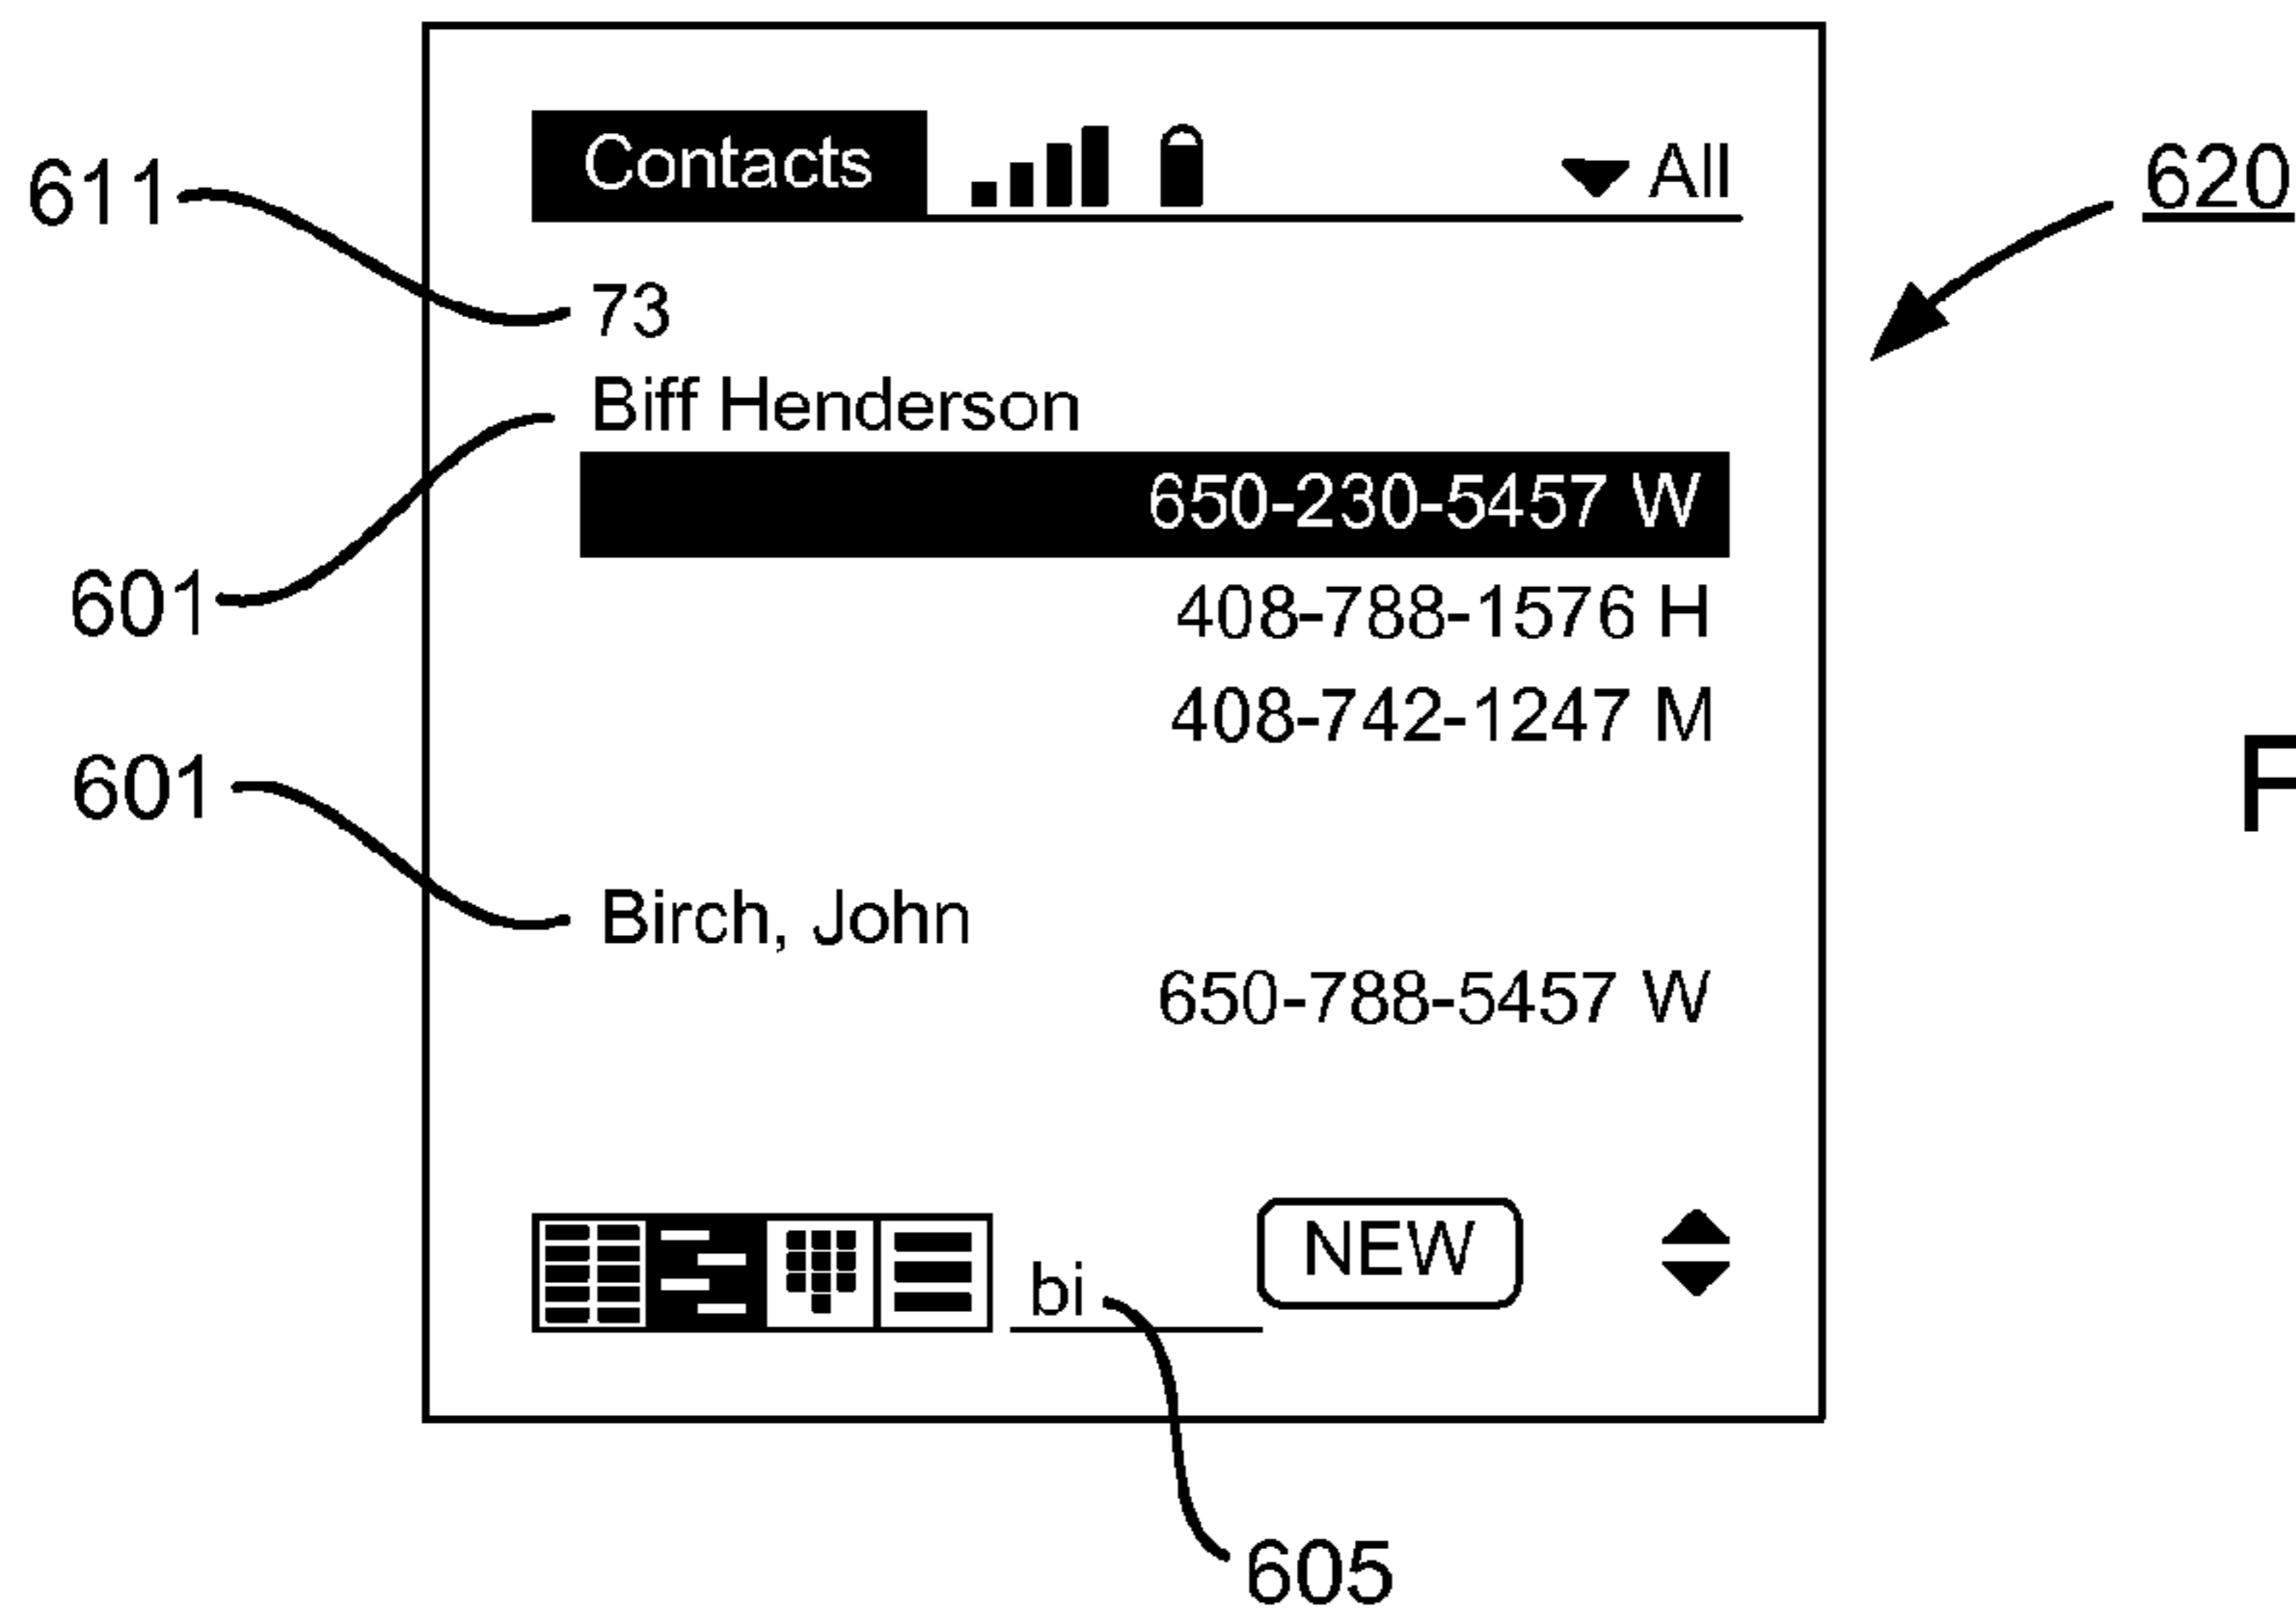 Contacts All
620
611
73
Biff Henderson
601
650-230-5457 W
408-788-1576 H
408-742-1247 M
601
F
Birch, John
650-788-5457 W
bi
NEW
605